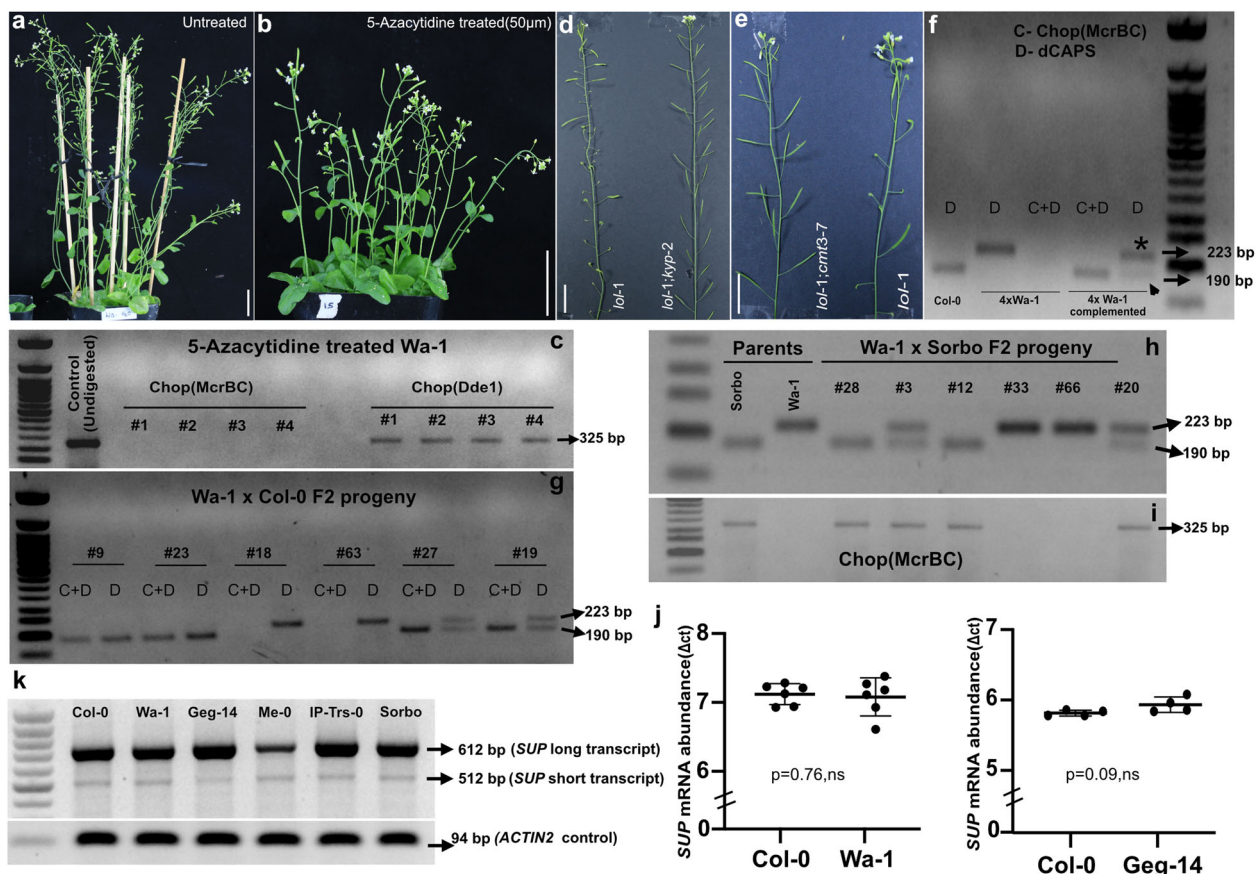 a
Untreated
b
5-Azacytidine treated(50µm)
15
d
lol-1
lol-1;kyp-2
e
lol-1;cmt3-7
lol-1
f
C- Chop(McrBC)
D- dCAPS
D D C+D C+D D
*
223 bp
190 bp
Col-0
4xWa-1
4x Wa-1
complemented
c
5-Azacytidine treated Wa-1
Control
(Undigested)
Chop(McrBC)
#1 #2 #3 #4
Chop(Dde1)
#1 #2 #3 #4
325 bp
g
Wa-1 x Col-0 F2 progeny
#9 #23 #18 #63 #27 #19
C+D D C+D D C+D D C+D D C+D D C+D D
223 bp
190 bp
h
Parents
Wa-1 x Sorbo F2 progeny
Sorbo
Wa-1
#28 #3 #12 #33 #66 #20
223 bp
190 bp
i
325 bp
Chop(McrBC)
j
SUP mRNA abundance(Δct)
8
7
6
0
p=0.76,ns
Col-0 Wa-1
SUP mRNA abundance(Δct)
7
6
5
0
p=0.09,ns
Col-0 Geg-14
k
Col-0 Wa-1 Geg-14 Me-0 IP-Trs-0 Sorbo
612 bp (SUP long transcript)
512 bp (SUP short transcript)
94 bp (ACTIN2 control)